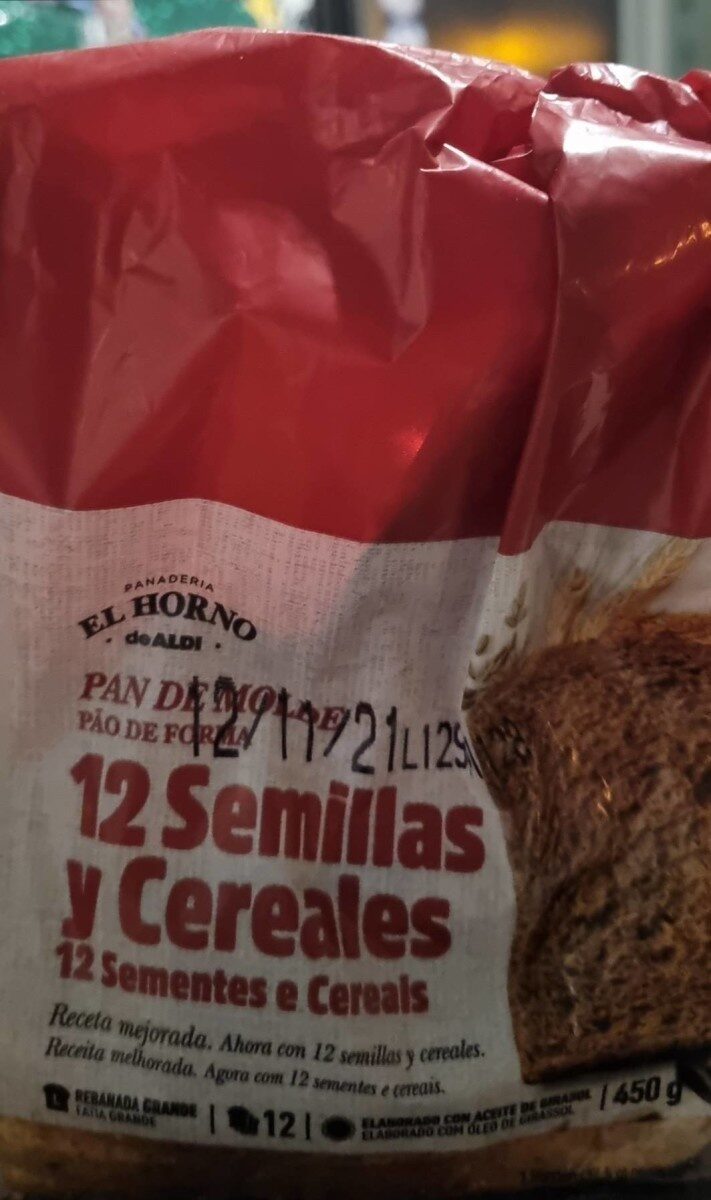 PANADERIA
EL HORNO
· de ALDI ·
PAN DE MOLDE
PÃO DE FORMA
12/11/21 L1129
12 Semillas
y Cereales
12 Sementes e Cereais
Receta mejorada. Ahora con 12 semillas y cereales.
Receita melhorada. Agora com 12 sementes e cereais.
L REBANADA GRANDE
FATIA GRANDE
12
ELABORADO CON ACEITE DE GIRASOL
ELABORADO COM ÓLEO DE GIRASSOL
450 g